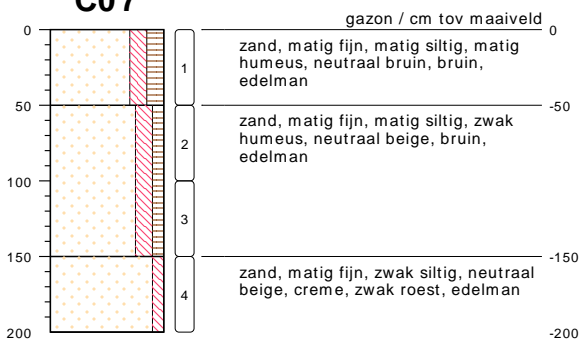 C07
gazon / cm tov maaiveld
0
0
zand, matig fijn, matig siltig, matig
humeus, neutraal bruin, bruin,
edelman
1
50
-50
zand, matig fijn, matig siltig, zwak
humeus, neutraal beige, bruin,
edelman
2
100
3
150
-150
zand, matig fijn, zwak siltig, neutraal
beige, creme, zwak roest, edelman
4
200
-200